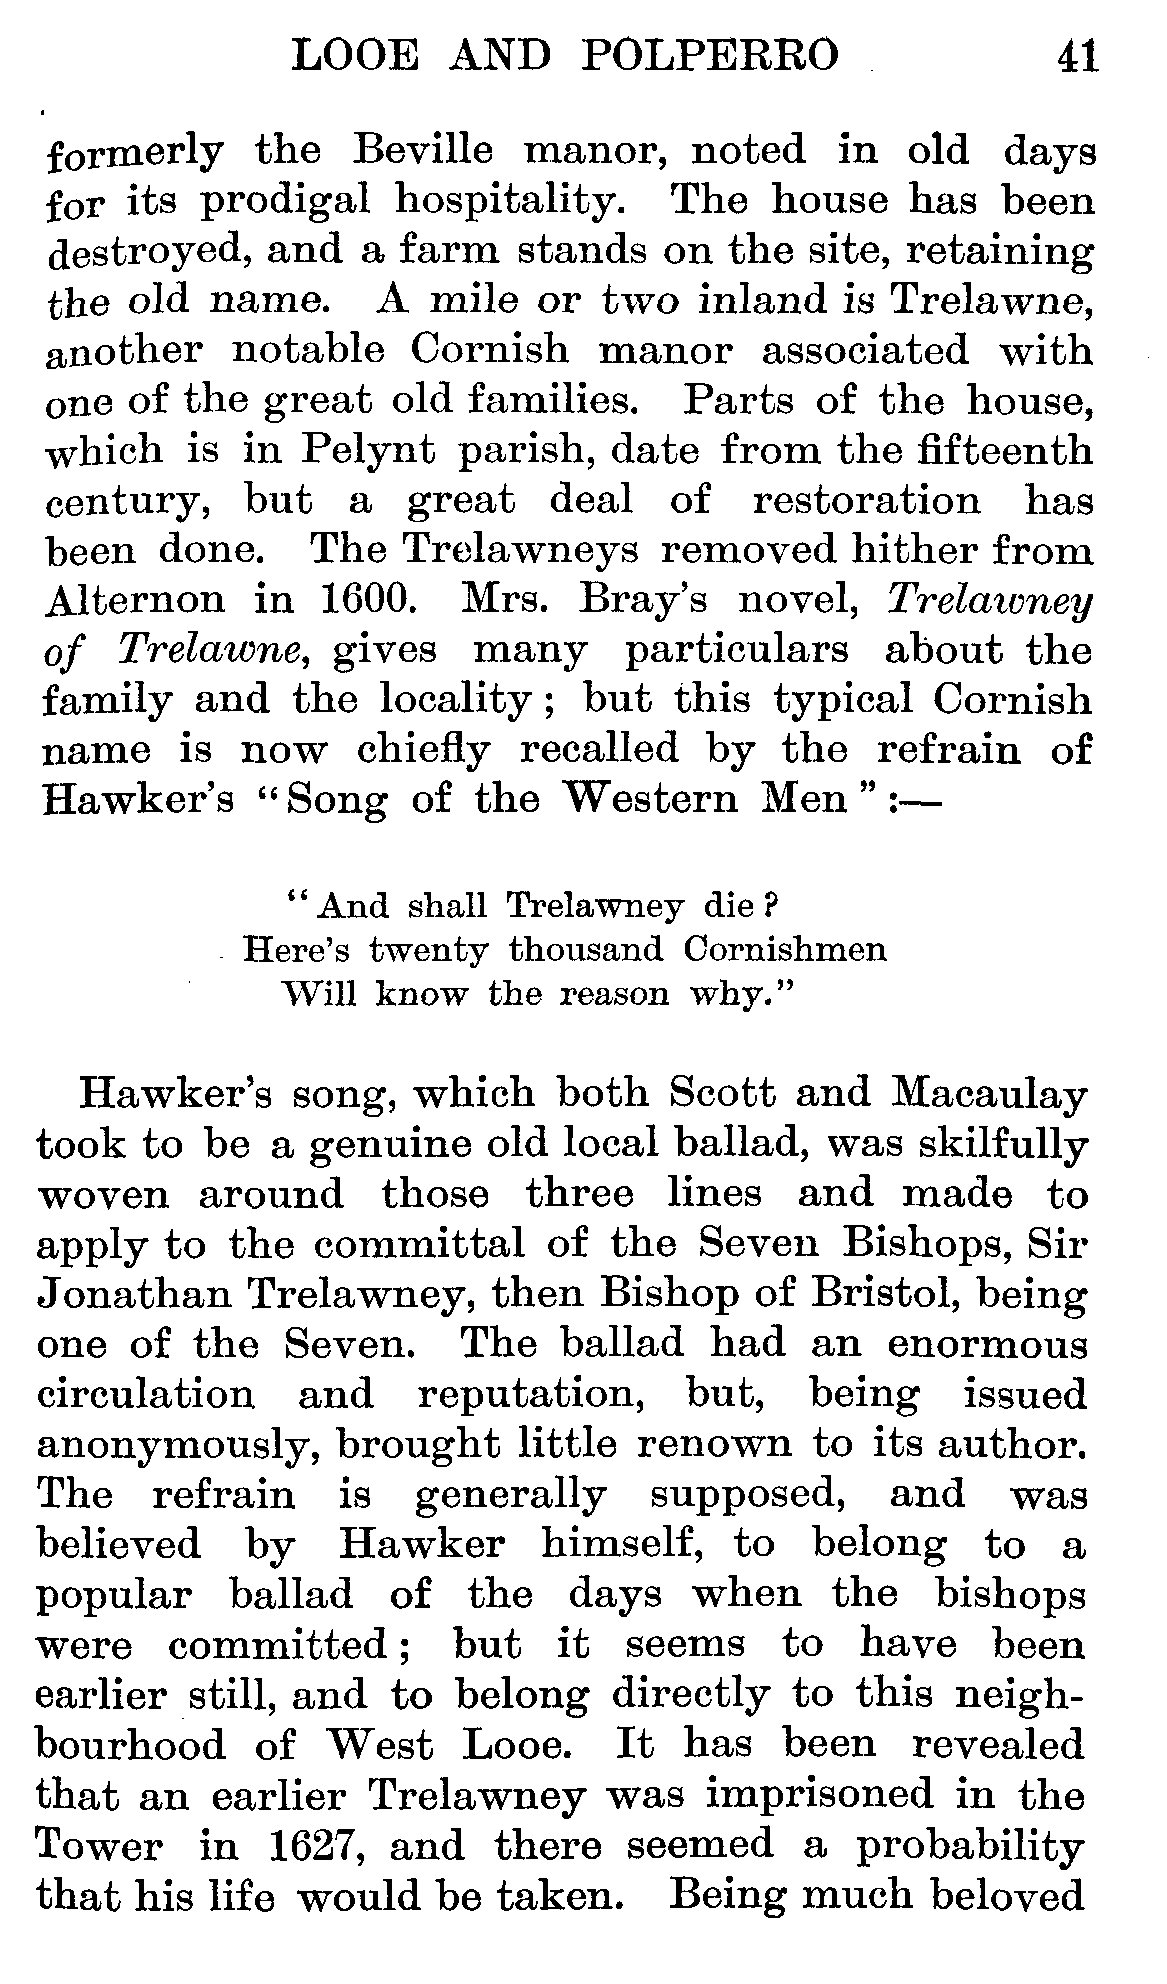 LOOE AND POLPERRO 41
formerly the Beville manor, noted in old days
for its prodigal hospitality. The house has been
destroyed, and a farm stands on the site, retaining
the old name. A mile or two inland is Trelawne,
another notable Cornish manor associated with
one of the great old families. Parts of the house,
which is in Pelynt parish, date from the fifteenth
century, but a great deal of restoration has
been done. The Trelawneys removed hither from
Alternon in 1600. Mrs. Bray's novel, Trelawney
of Trelawne, gives many particulars about the
family and the locality; but this typical Cornish
name is now chiefly recalled by the refrain of
Hawker's "Song of the Western Men":—
"And shall Trelawney die?
Here's twenty thousand Cornishmen
Will know the reason why."
Hawker's song, which both Scott and Macaulay
took to be a genuine old local ballad, was skilfully
woven around those three lines and made to
apply to the committal of the Seven Bishops, Sir
Jonathan Trelawney, then Bishop of Bristol, being
one of the Seven. The ballad had an enormous
circulation and reputation, but, being issued
anonymously, brought little renown to its author.
The refrain is generally supposed, and was
believed by Hawker himself, to belong to a
popular ballad of the days when the bishops
were committed; but it seems to have been
earlier still, and to belong directly to this neigh-
bourhood of West Looe. It has been revealed
that an earlier Trelawney was imprisoned in the
Tower in 1627, and there seemed a probability
that his life would be taken. Being much beloved